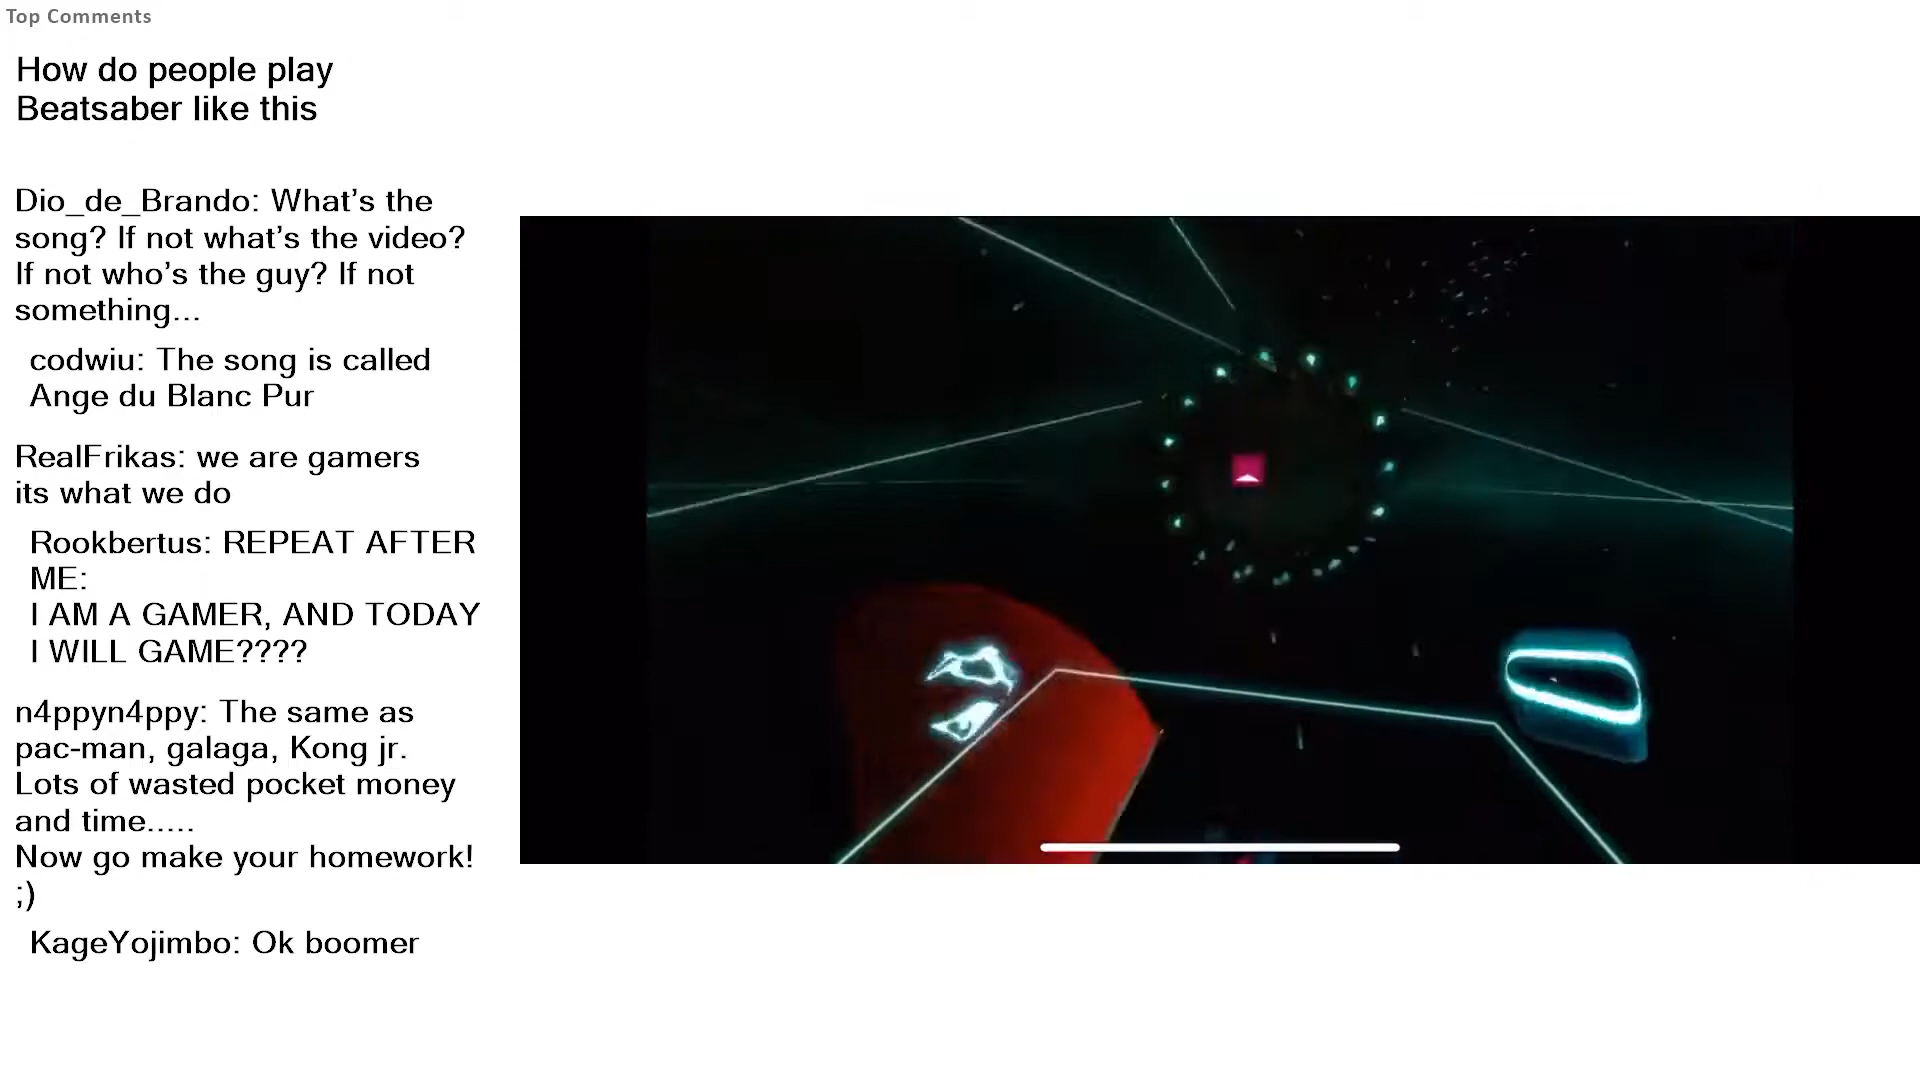 Top Comments
How do people play
Beatsaber like this
Dio_de_Brando: What’s the
song? If not what’s the video?
If not who’s the guy? If not
something...
codwiu: The song is called
Ange du Blanc Pur
RealFrikas: we are gamers
its what we do
Rookbertus: REPEAT AFTER
ME:
I AM A GAMER, AND TODAY
I WILL GAME????
n4ppyn4ppy: The same as
pac-man, galaga, Kong jr.
Lots of wasted pocket money
and time.....
Now go make your homework!
;)
KageYojimbo: Ok boomer